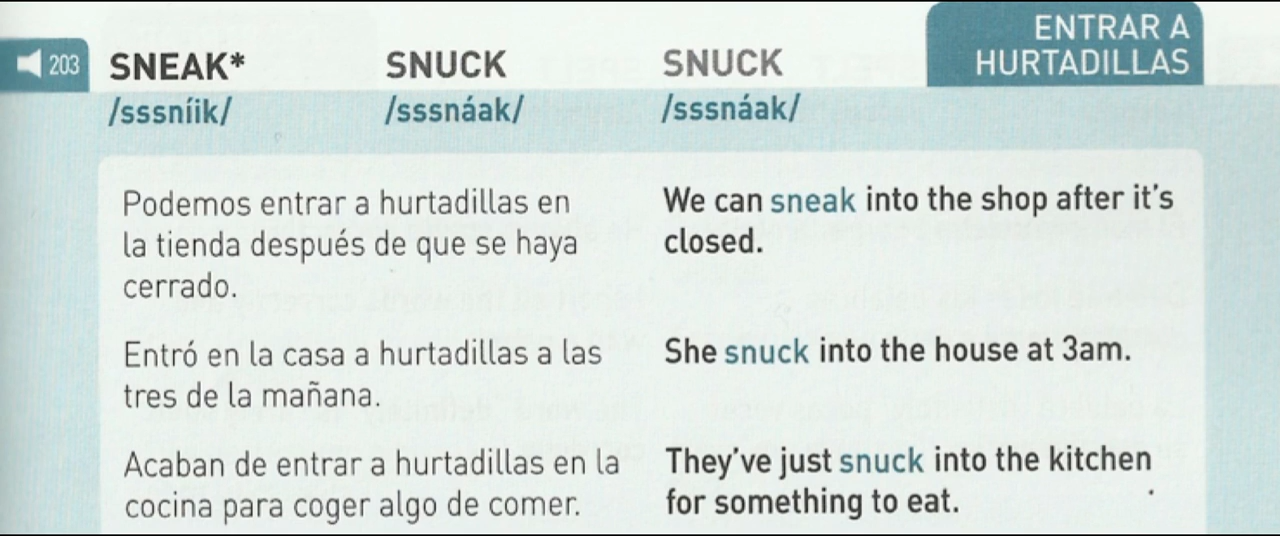 203 SNEAK* SNUCK SNUCK
ENTRAR A
HURTADILLAS
/sssníik/ /sssnáak/ /sssnáak/
Podemos entrar a hurtadillas en
la tienda después de que se haya
cerrado.
We can sneak into the shop after it's
closed.
Entró en la casa a hurtadillas a las
tres de la mañana.
She snuck into the house at 3am.
Acaban de entrar a hurtadillas en la
cocina para coger algo de comer.
They've just snuck into the kitchen
for something to eat.